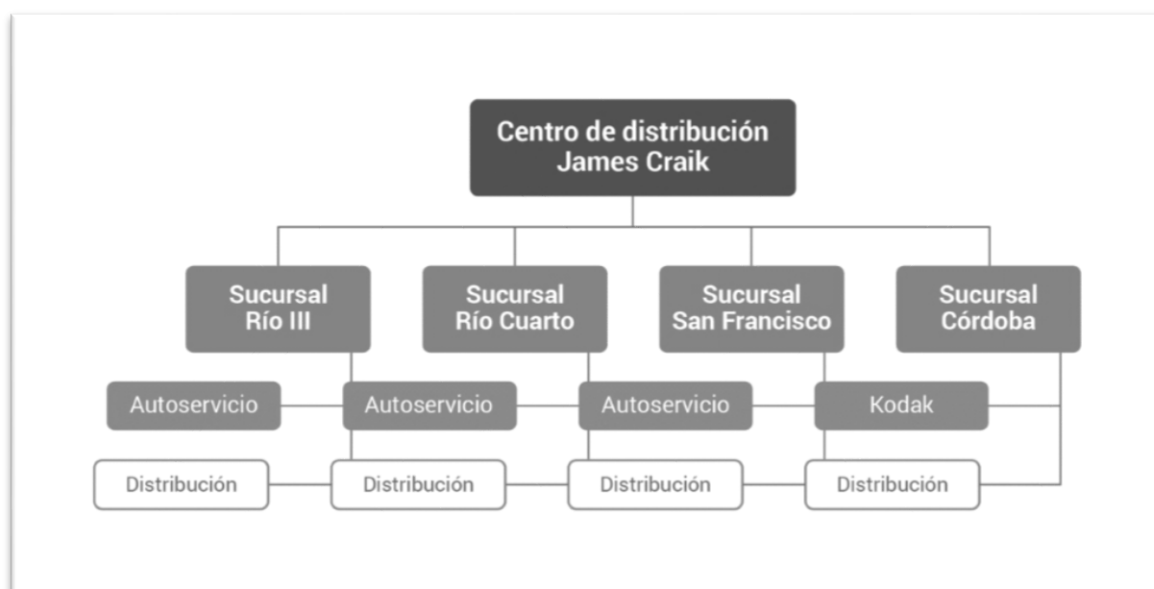 Centro de distribución
James Craik
Sucursal
Río III
Sucursal
Río Cuarto
Sucursal
San Francisco
Sucursal
Córdoba
Autoservicio
Autoservicio
Autoservicio
Kodak
Distribución
Distribución
Distribución
Distribución